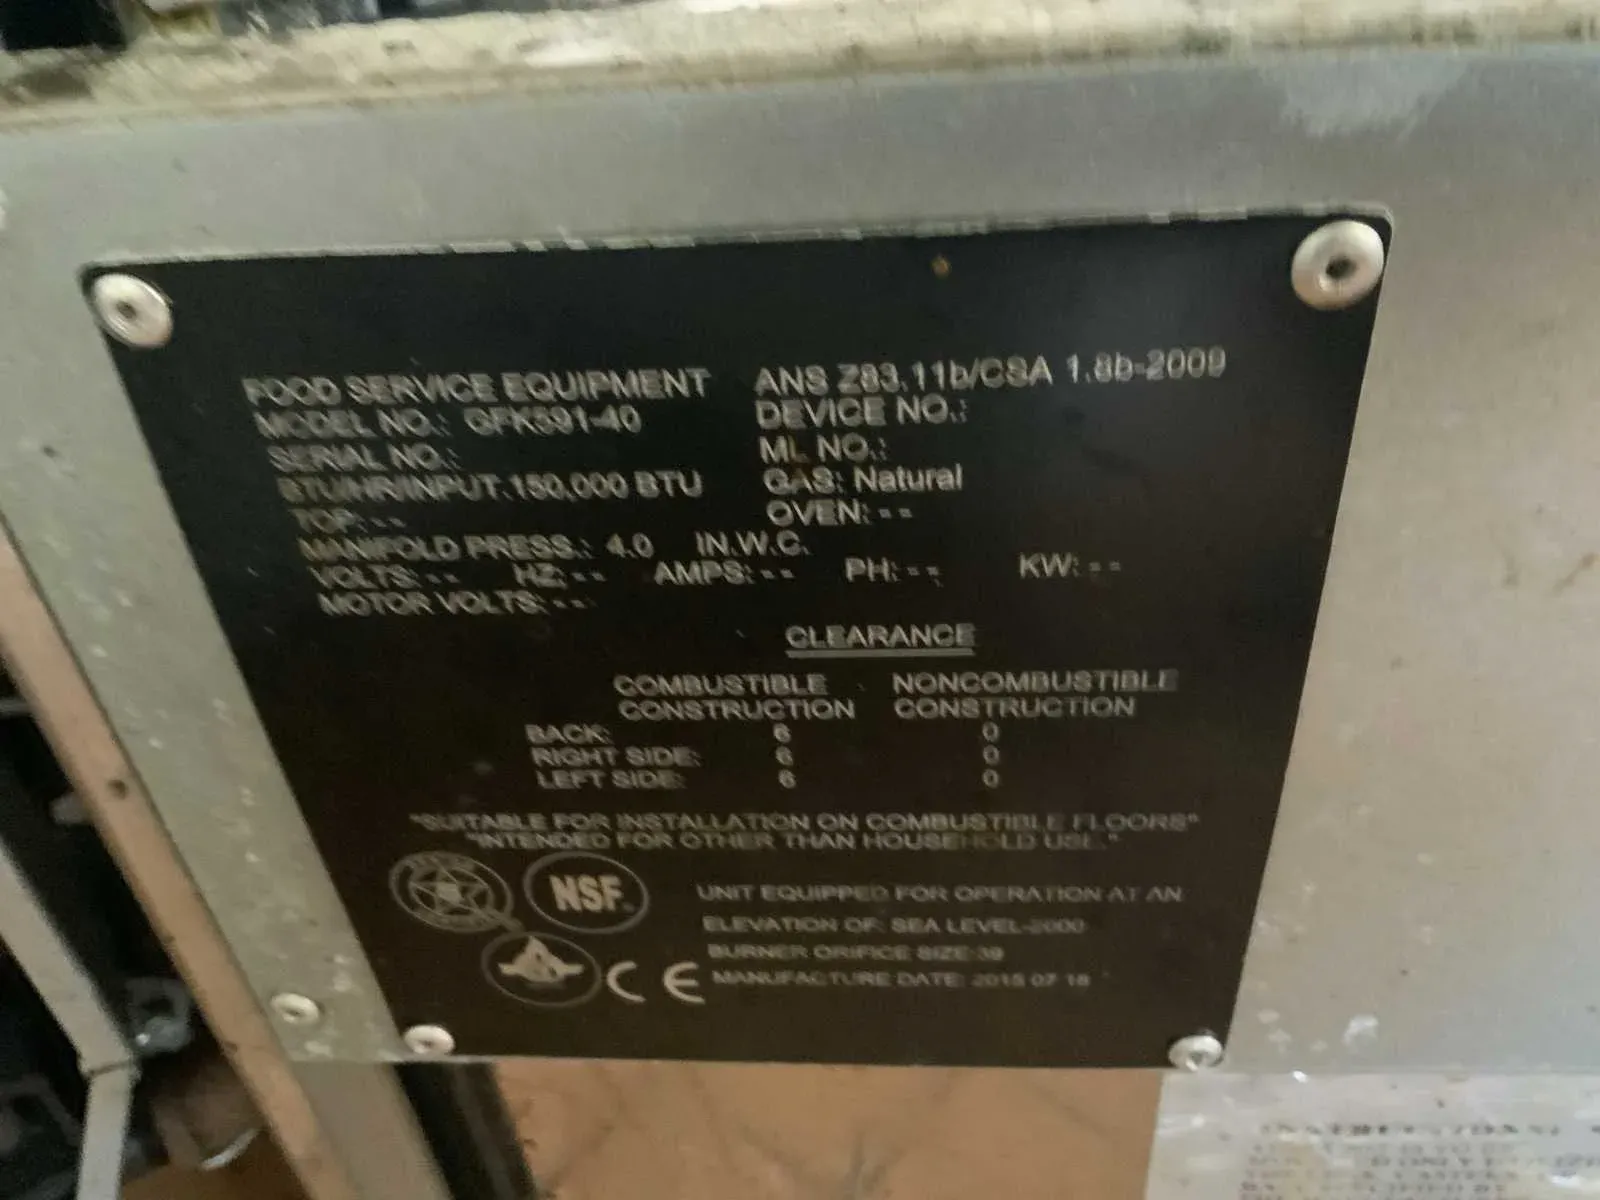 FOOD SERVICE EQUIPMENT ANS Z83.11b/CSA 1.8b-2009
MODEL NO.: GFK591-40 DEVICE NO.:
SERIAL NO.: ML NO.:
BTU/HR/INPUT:150,000 BTU GAS: Natural
TOP:-- OVEN:--
MANIFOLD PRESS.: 4.0 IN.W.C.
VOLTS:-- HZ:-- AMPS:-- PH:-- KW:--
MOTOR VOLTS:--
CLEARANCE
COMBUSTIBLE NONCOMBUSTIBLE
CONSTRUCTION CONSTRUCTION
BACK: 6 0
RIGHT SIDE: 6 0
LEFT SIDE: 6 0
"SUITABLE FOR INSTALLATION ON COMBUSTIBLE FLOORS"
"INTENDED FOR OTHER THAN HOUSEHOLD USE."
NSF.
UNIT EQUIPPED FOR OPERATION AT AN
ELEVATION OF: SEA LEVEL-2000
BURNER ORIFICE SIZE:39
CE MANUFACTURE DATE: 07 18